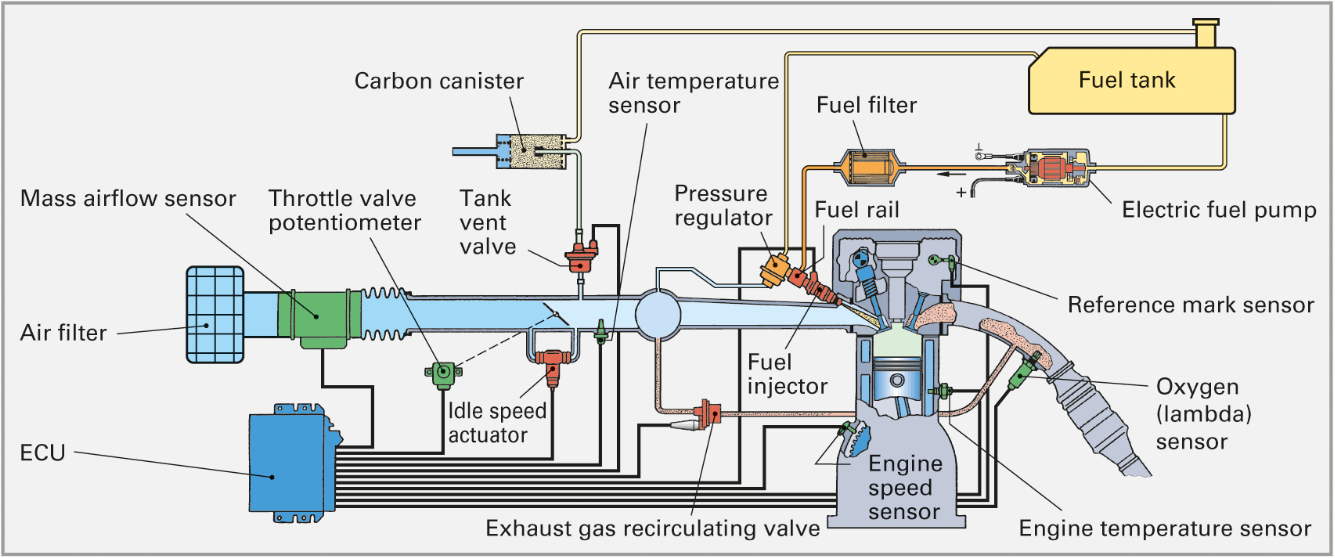 Carbon canister
Air temperature
sensor
Fuel filter
Fuel tank
Mass airflow sensor
Throttle valve
potentiometer
Tank
vent
valve
Pressure
regulator
Fuel rail
+
Electric fuel pump
Air filter
Reference mark sensor
Idle speed
actuator
Fuel
injector
Oxygen
(lambda)
sensor
ECU
Engine
speed
sensor
Exhaust gas recirculating valve
Engine temperature sensor